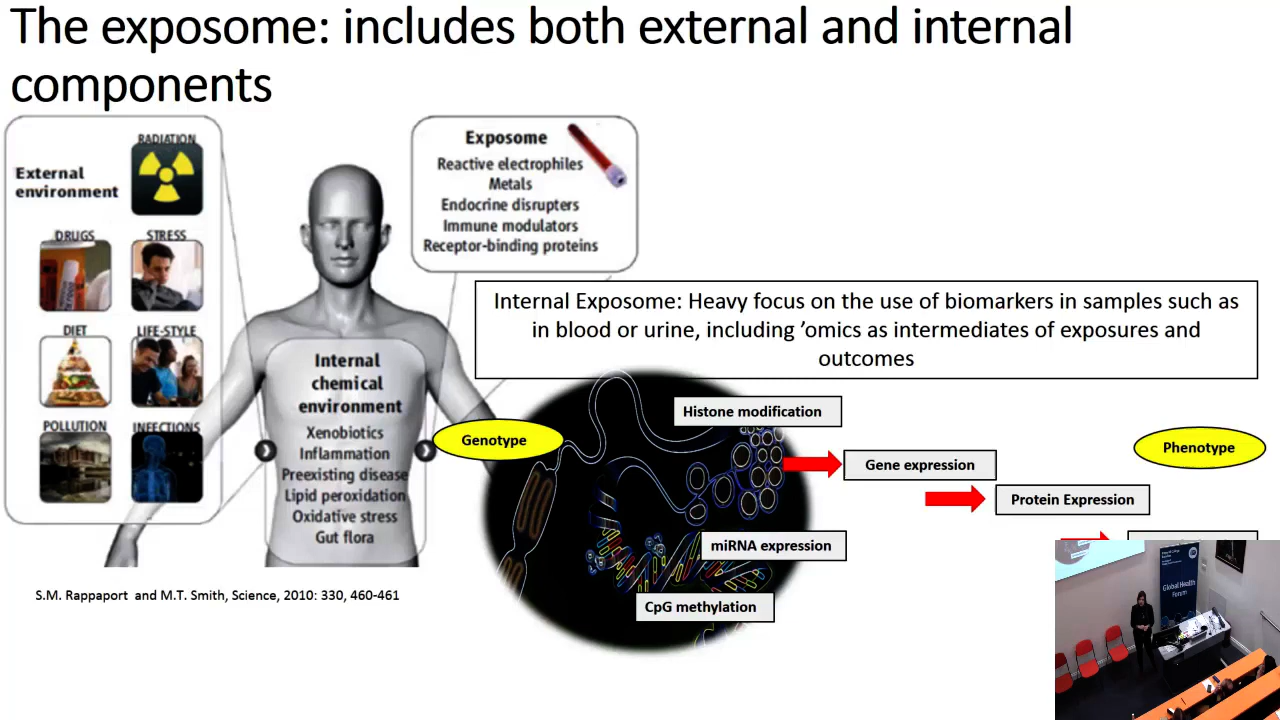 The exposome: includes both external and internal
components
External
environment
RADIATION
DRUGS
STRESS
DIET
LIFE-STYLE
POLLUTION
INFECTIONS
Exposome
Reactive electrophiles
Metals
Endocrine disrupters
Immune modulators
Receptor-binding proteins
Internal
chemical
environment
Xenobiotics
Inflammation
Preexisting disease
Lipid peroxidation
Oxidative stress
Gut flora
Internal Exposome: Heavy focus on the use of biomarkers in samples such as
in blood or urine, including ’omics as intermediates of exposures and
outcomes
Genotype
Histone modification
Gene expression
Phenotype
Protein Expression
miRNA expression
CpG methylation
S.M. Rappaport and M.T. Smith, Science, 2010: 330, 460-461
Global Health
Forum